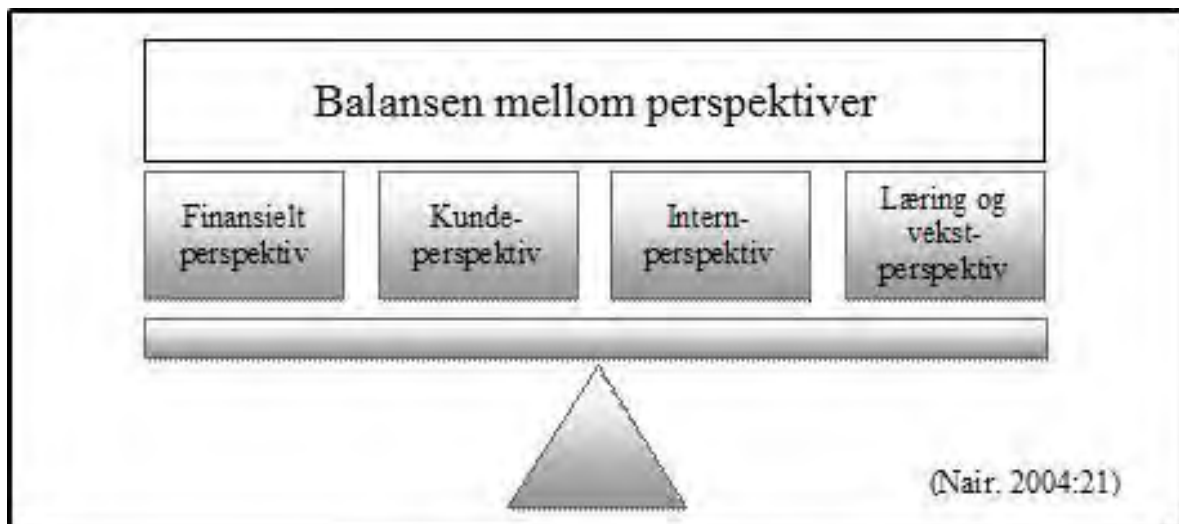 Balansen mellom perspektiver
Finansielt
perspektiv
Kunde-
perspektiv
Intern-
perspektiv
Læring og
vekst-
perspektiv
(Nair. 2004:21)